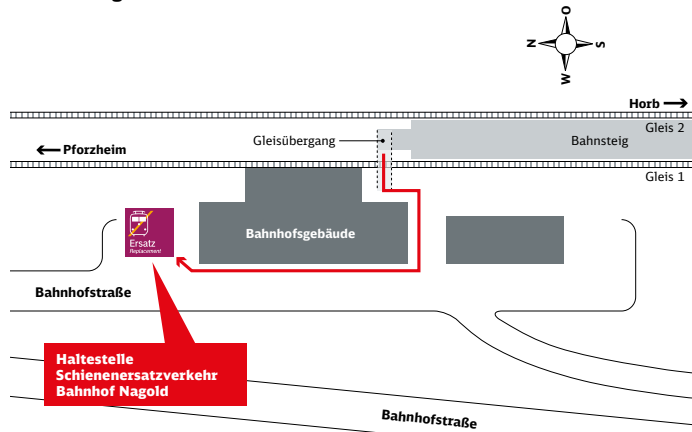 O
N
S
W
Horb
Gleis 2
Gleisübergang
Bahnsteig
Pforzheim
Gleis 1
Ersatz
Replacement
Bahnhofsgebäude
Bahnhofstraße
Haltestelle
Schienenersatzverkehr
Bahnhof Nagold
Bahnhofstraße